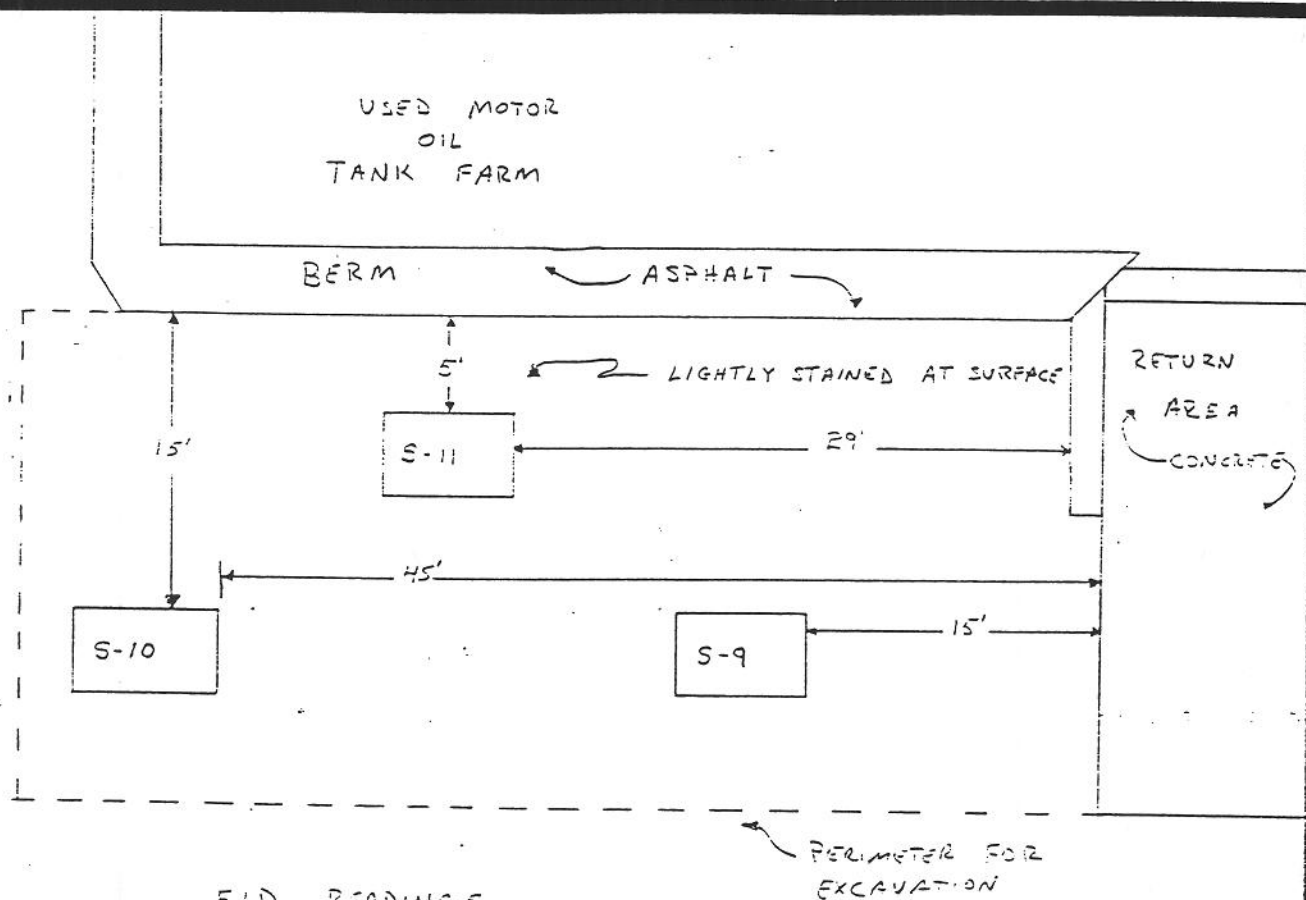 USED MOTOR
OIL
TANK FARM
BERM
ASPHALT
5'
LIGHTLY STAINED AT SURFACE
RETURN
AREA
CONCRETE
15'
S-11
29'
45'
S-10
S-9
15'
PERIMETER FOR
EXCAVATION
READINGS